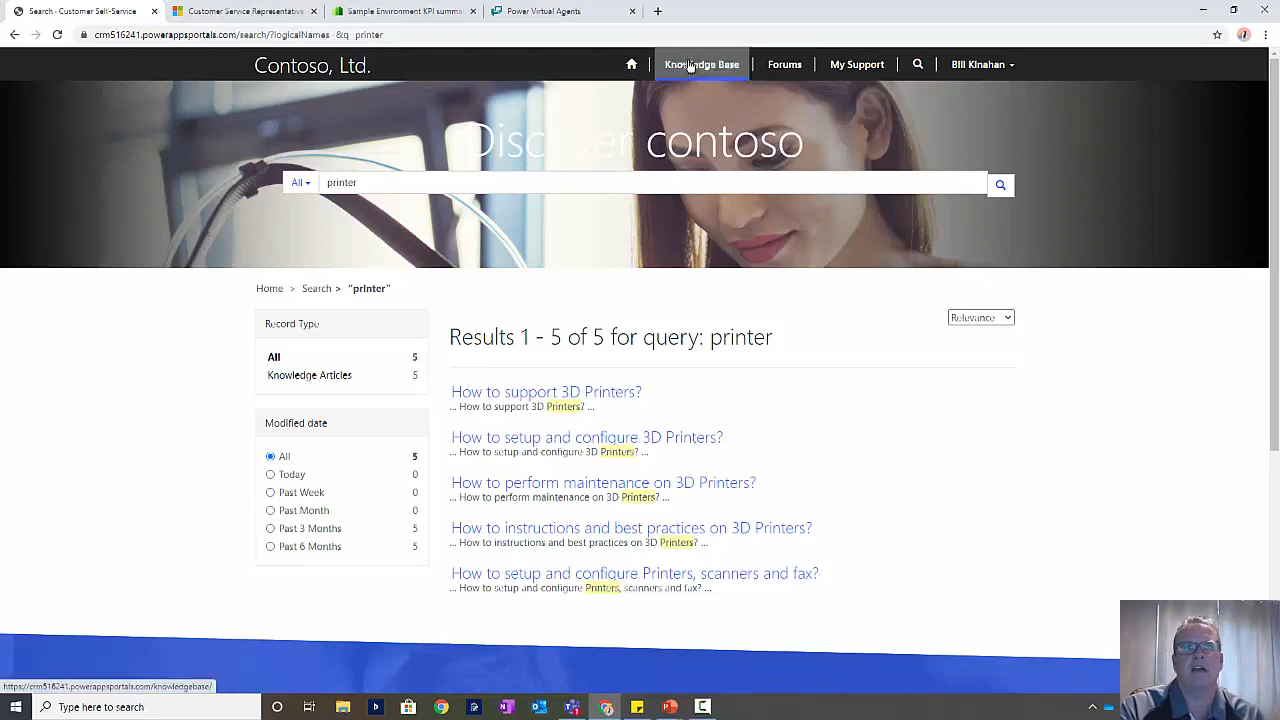 Search - Customer Self-Service
Customer Service Representative
Sample Environment KPI summa
Power Virtual Agents
crm516241.powerappsportals.com/search/?logicalNames=&q=printer
Contoso, Ltd.
Knowledge Base
Forums
My Support
Bill Kinahan
Discover contoso
All
printer
Home > Search > "printer"
Record Type
All 5
Knowledge Articles 5
Modified date
All 5
Today 0
Past Week 0
Past Month 0
Past 3 Months 5
Past 6 Months 5
Relevance
Results 1 - 5 of 5 for query: printer
How to support 3D Printers?
... How to support 3D Printers? ...
How to setup and configure 3D Printers?
... How to setup and configure 3D Printers? ...
How to perform maintenance on 3D Printers?
... How to perform maintenance on 3D Printers? ...
How to instructions and best practices on 3D Printers?
... How to instructions and best practices on 3D Printers? ...
How to setup and configure Printers, scanners and fax?
... How to setup and configure Printers, scanners and fax? ...
https://crm516241.powerappsportals.com/knowledgebase/
Type here to search